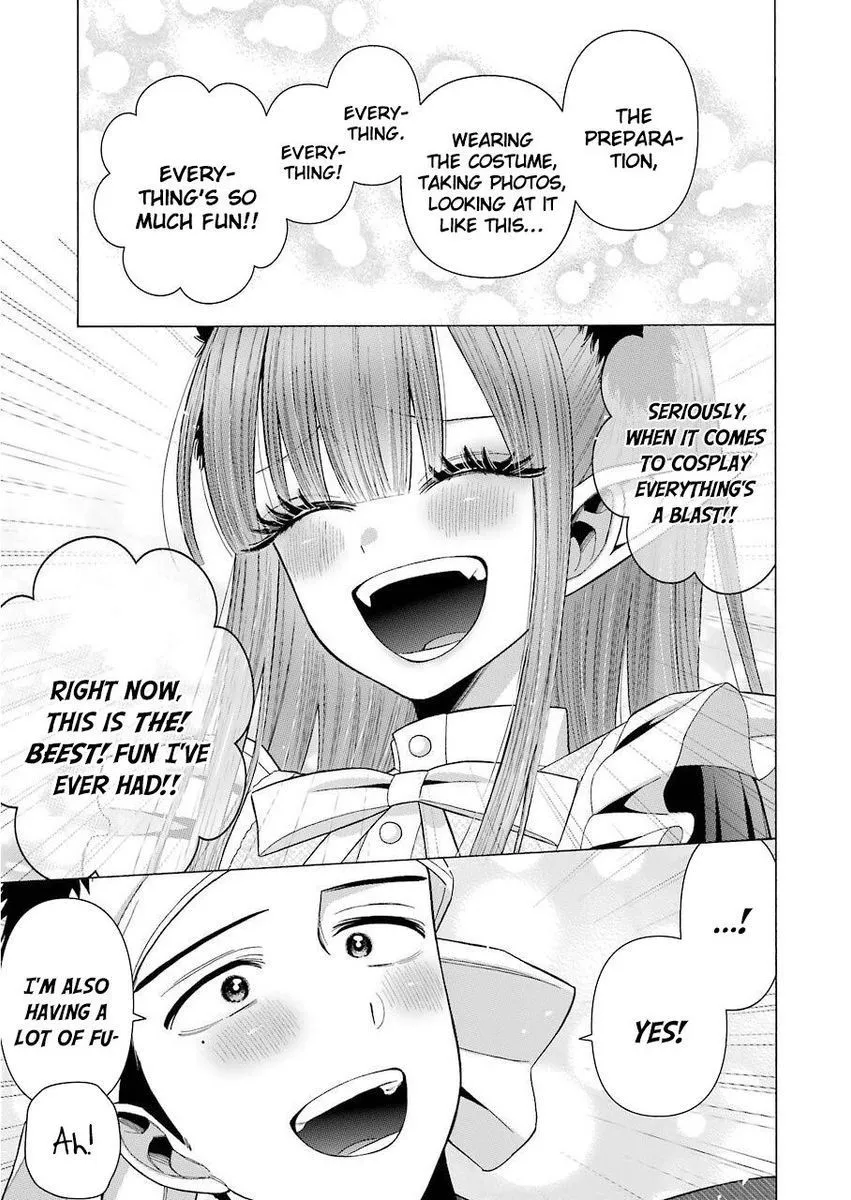 THE
PREPARA-
TION,
WEARING
THE COSTUME,
TAKING PHOTOS,
LOOKING AT IT
LIKE THIS...
EVERY-
THING.
EVERY-
THING!
EVERY-
THING'S SO
MUCH FUN!!
SERIOUSLY,
WHEN IT COMES
TO COSPLAY
EVERYTHING'S
A BLAST!!
RIGHT NOW,
THIS IS THE!
BEEST! FUN I'VE
EVER HAD!!
...!
YES!
I'M ALSO
HAVING A
LOT OF FU-
Ah!